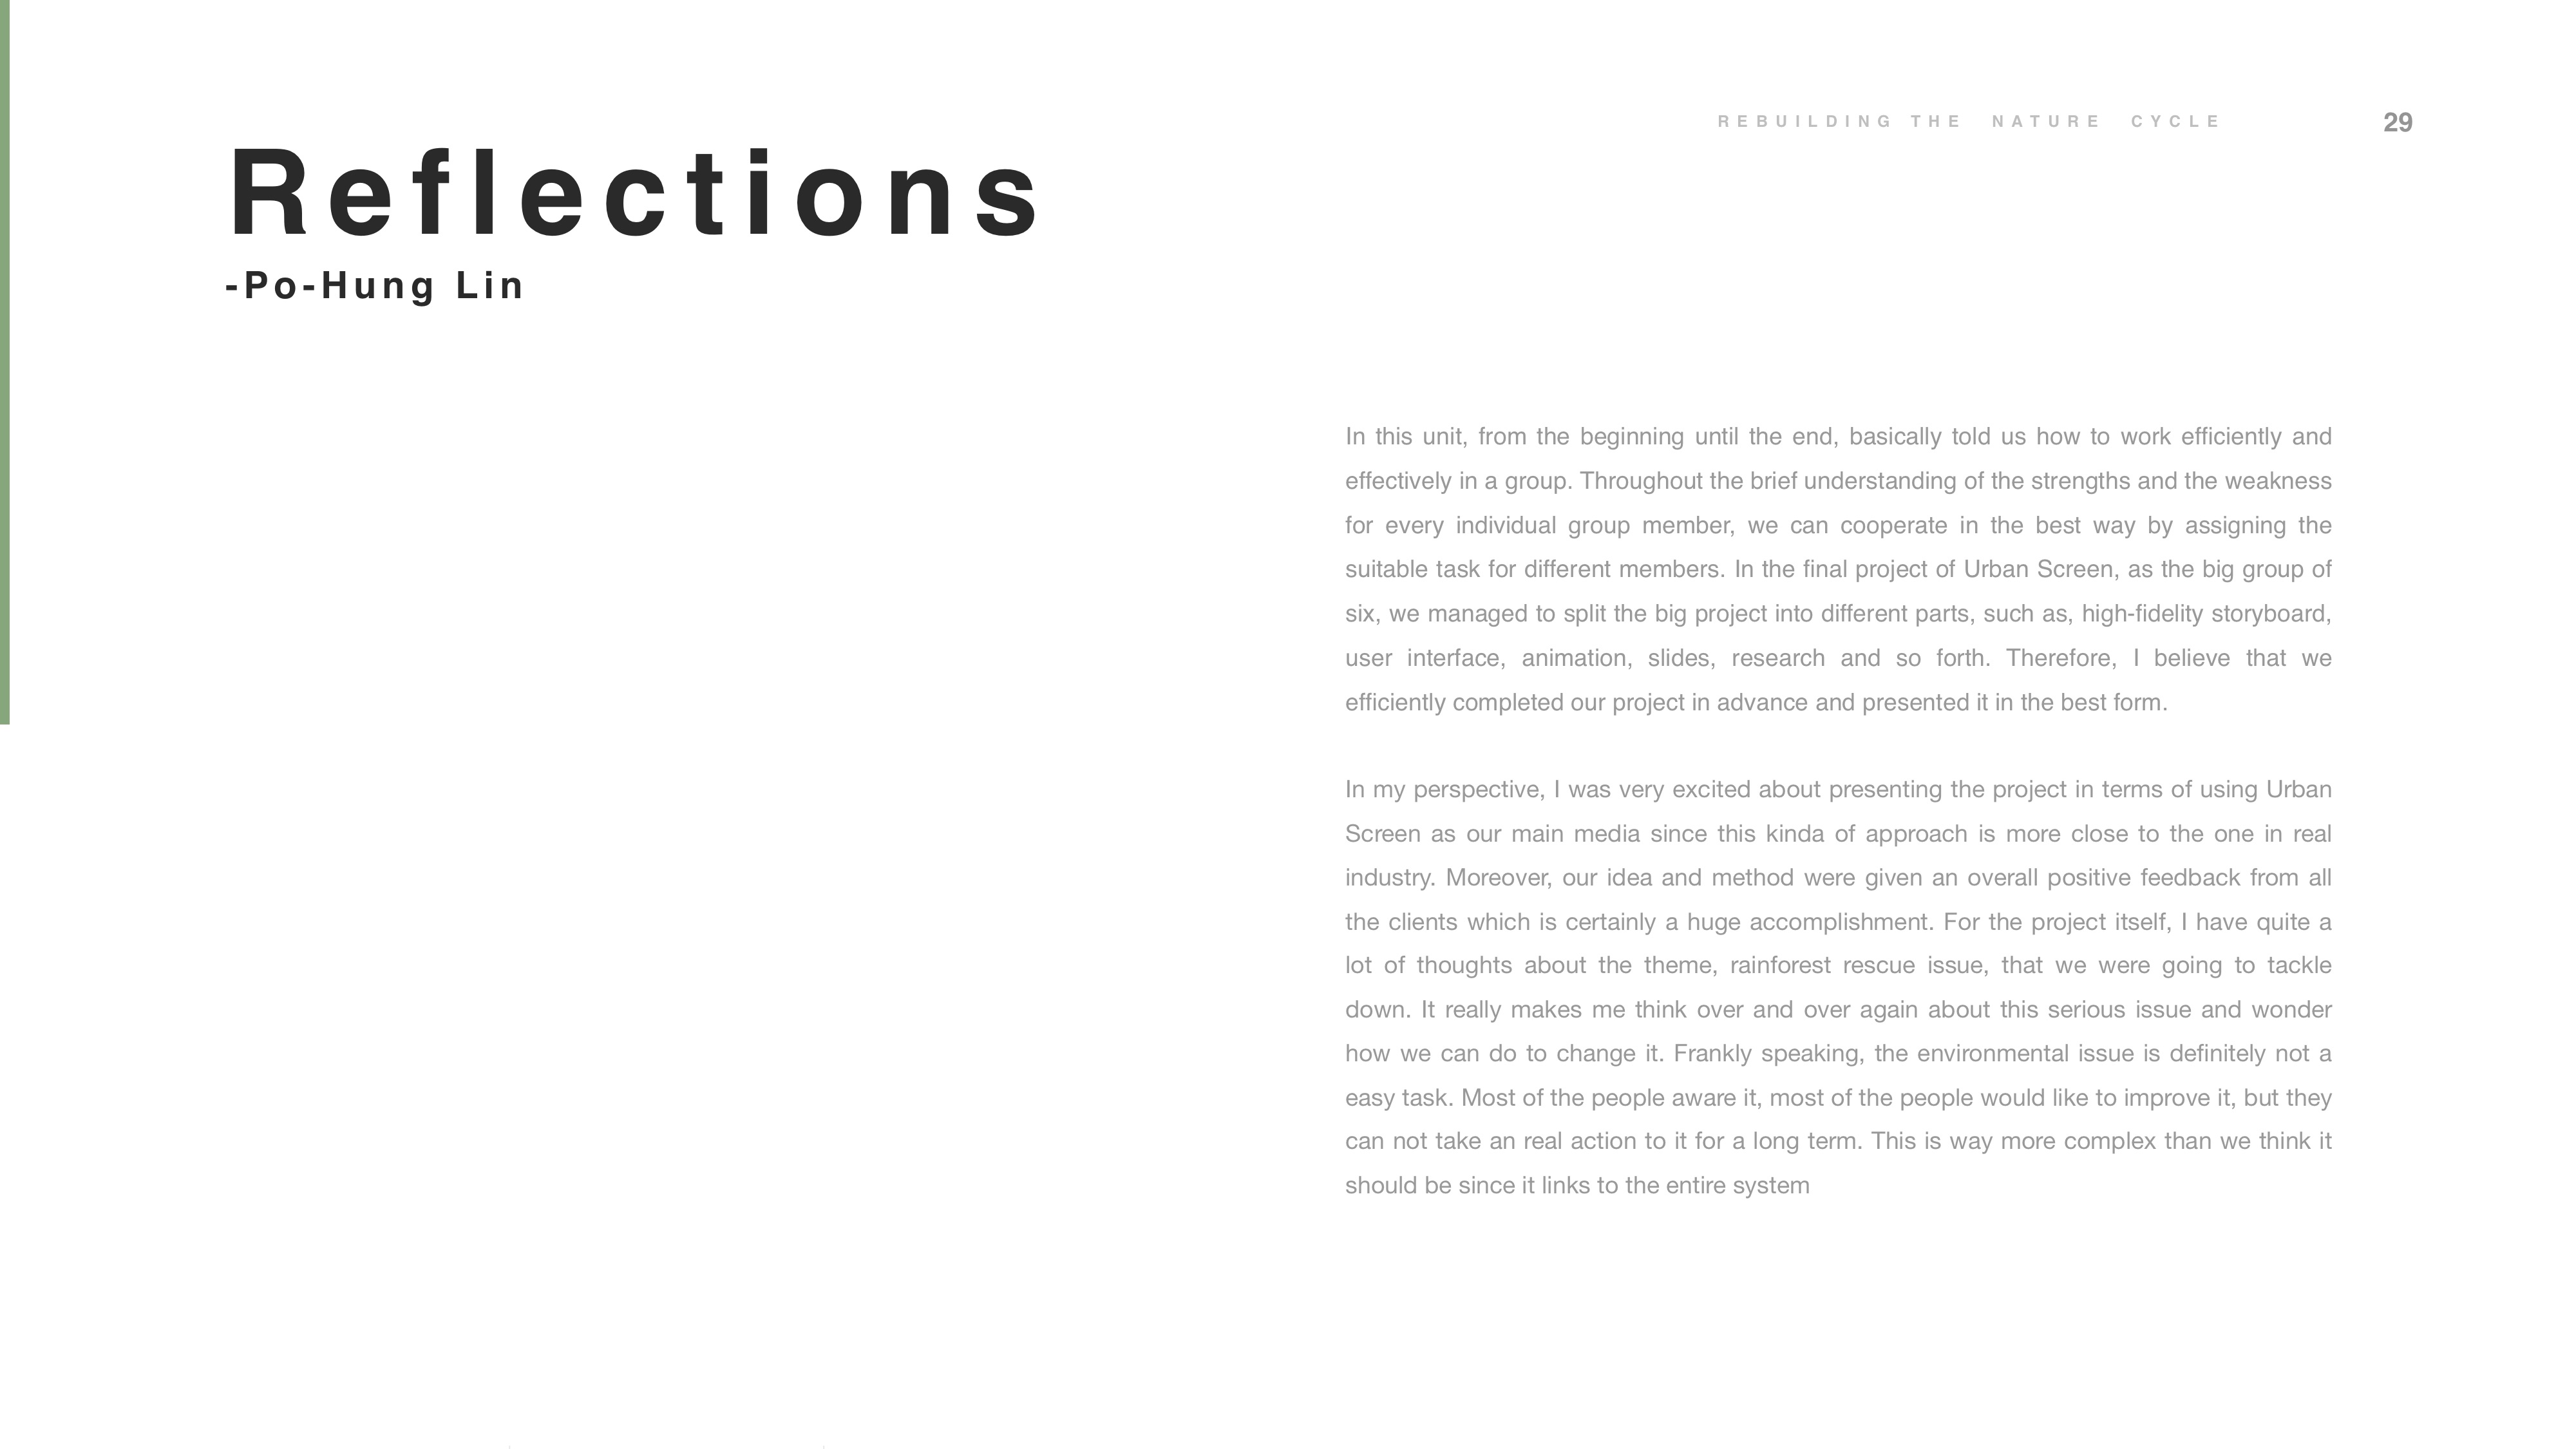 REBUILDING THE NATURE CYCLE
29
Reflections
-Po-Hung Lin
In this unit, from the beginning until the end, basically told us how to work efficiently and
effectively in a group. Throughout the brief understanding of the strengths and the weakness
for every individual group member, we can cooperate in the best way by assigning the
suitable task for different members. In the final project of Urban Screen, as the big group of
six, we managed to split the big project into different parts, such as, high-fidelity storyboard,
user interface, animation, slides, research and so forth. Therefore, I believe that we
efficiently completed our project in advance and presented it in the best form.
In my perspective, I was very excited about presenting the project in terms of using Urban
Screen as our main media since this kinda of approach is more close to the one in real
industry. Moreover, our idea and method were given an overall positive feedback from all
the clients which is certainly a huge accomplishment. For the project itself, I have quite a
lot of thoughts about the theme, rainforest rescue issue, that we were going to tackle
down. It really makes me think over and over again about this serious issue and wonder
how we can do to change it. Frankly speaking, the environmental issue is definitely not a
easy task. Most of the people aware it, most of the people would like to improve it, but they
can not take an real action to it for a long term. This is way more complex than we think it
should be since it links to the entire system